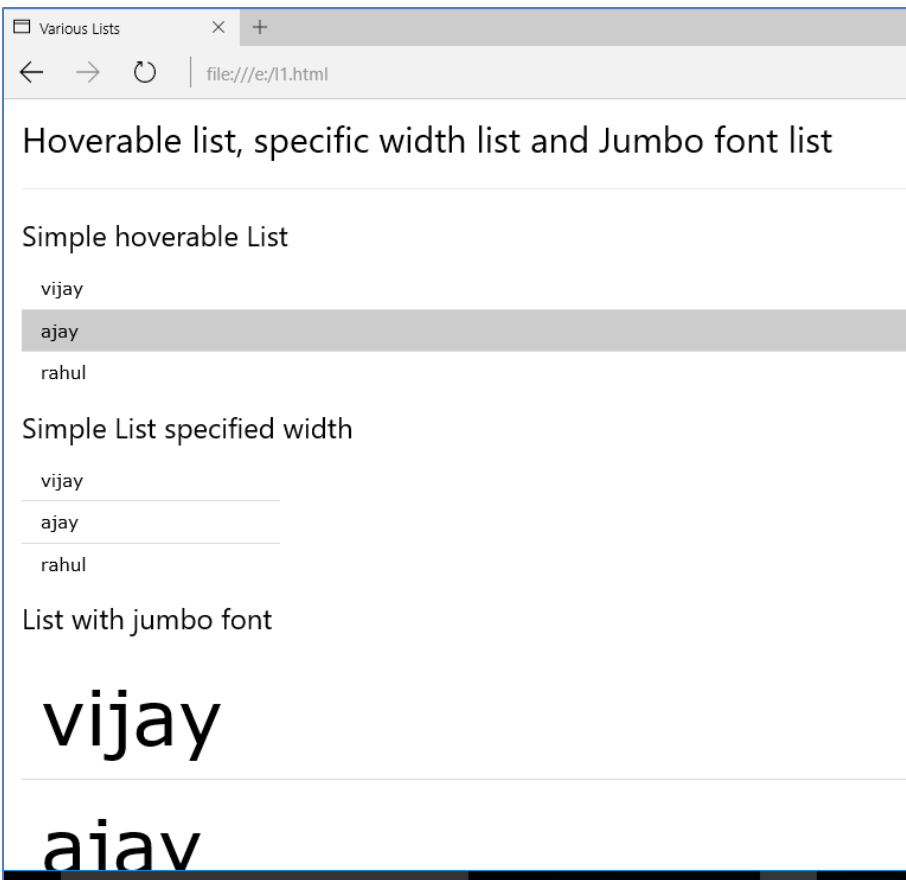 Various Lists
file:///e:/l1.html
Hoverable list, specific width list and Jumbo font list
Simple hoverable List
vijay
ajay
rahul
Simple List specified width
vijay
ajay
rahul
List with jumbo font
vijay
ajay